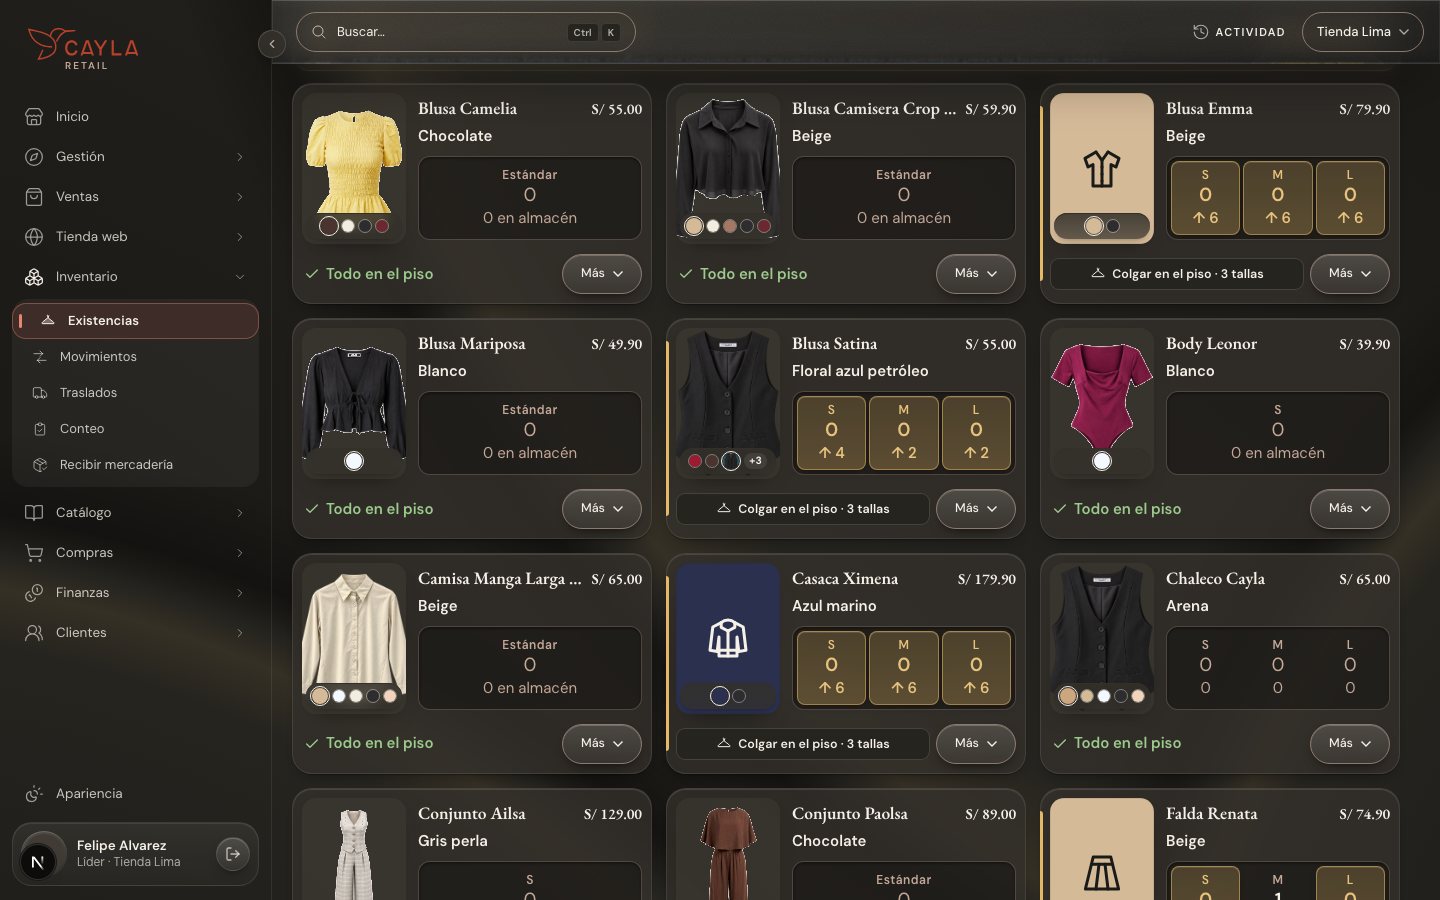 CAYLA
RETAIL
Buscar...
Ctrl K
ACTIVIDAD
Tienda Lima
Inicio
Gestión
Ventas
Tienda web
Inventario
Existencias
Movimientos
Traslados
Conteo
Recibir mercadería
Catálogo
Compras
Finanzas
Clientes
Apariencia
N
Felipe Alvarez
Líder · Tienda Lima
Blusa Camelia S/ 55.00
Chocolate
Estándar
0
0 en almacén
Todo en el piso
Más
Blusa Camisera Crop ... S/ 59.90
Beige
Estándar
0
0 en almacén
Todo en el piso
Más
Blusa Emma S/ 79.90
Beige
S M L
0 0 0
↑ 6 ↑ 6 ↑ 6
Colgar en el piso · 3 tallas
Más
Blusa Mariposa S/ 49.90
Blanco
Estándar
0
0 en almacén
Todo en el piso
Más
Blusa Satina S/ 55.00
Floral azul petróleo
+3
S M L
0 0 0
↑ 4 ↑ 2 ↑ 2
Colgar en el piso · 3 tallas
Más
Body Leonor S/ 39.90
Blanco
S
0
0 en almacén
Todo en el piso
Más
Camisa Manga Larga ... S/ 65.00
Beige
Estándar
0
0 en almacén
Todo en el piso
Más
Casaca Ximena S/ 179.90
Azul marino
S M L
0 0 0
↑ 6 ↑ 6 ↑ 6
Colgar en el piso · 3 tallas
Más
Chaleco Cayla S/ 65.00
Arena
S M L
0 0 0
0 0 0
Todo en el piso
Más
Conjunto Ailsa S/ 129.00
Gris perla
S
0
Conjunto Paolsa S/ 89.00
Chocolate
Estándar
0
Falda Renata S/ 74.90
Beige
S M L
0 1 0